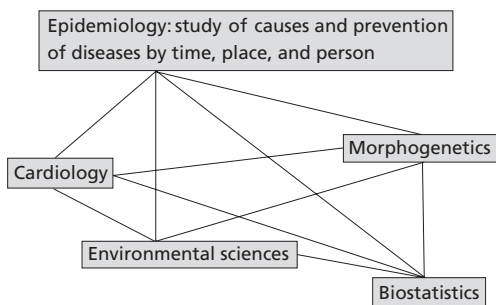 Epidemiology: study of causes and prevention
of diseases by time, place, and person
Morphogenetics
Cardiology
Environmental sciences
Biostatistics